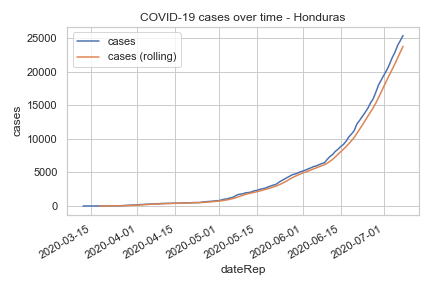 COVID-19 cases over time - Honduras
cases
cases (rolling)
25000
20000
15000
10000
5000
0
cases
2020-03-15
2020-04-01
2020-04-15
2020-05-01
2020-05-15
2020-06-01
2020-06-15
2020-07-01
dateRep